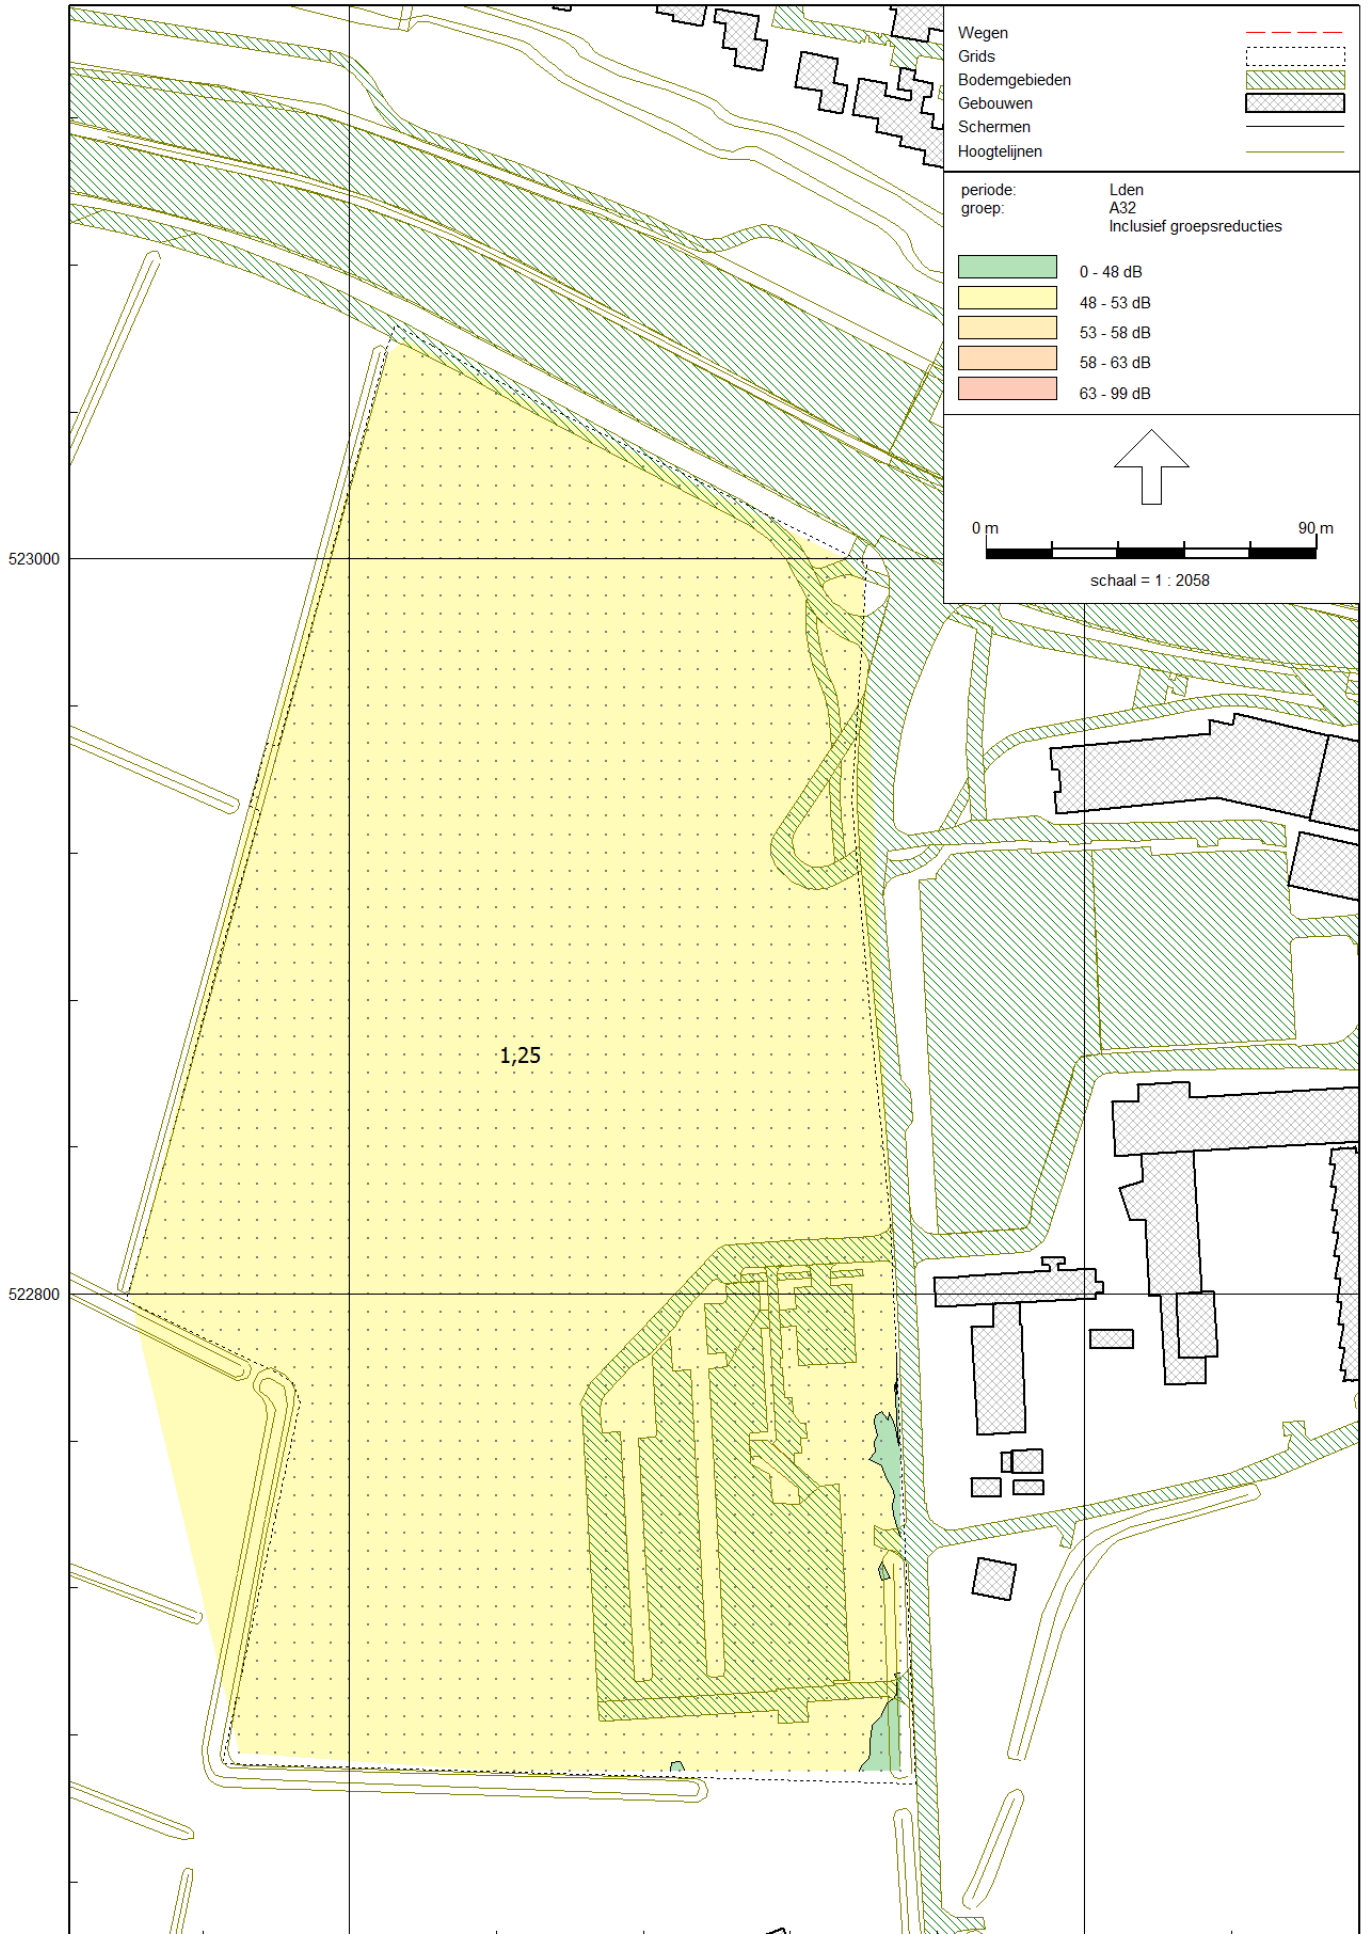 Wegen
Grids
Bodemgebieden
Gebouwen
Schermen
Hoogtelijnen
periode: Lden
groep: A32
Inclusief groepsreducties
0 - 48 dB
48 - 53 dB
53 - 58 dB
58 - 63 dB
63 - 99 dB
0 m 90 m
schaal = 1 : 2058
523000
1,25
522800